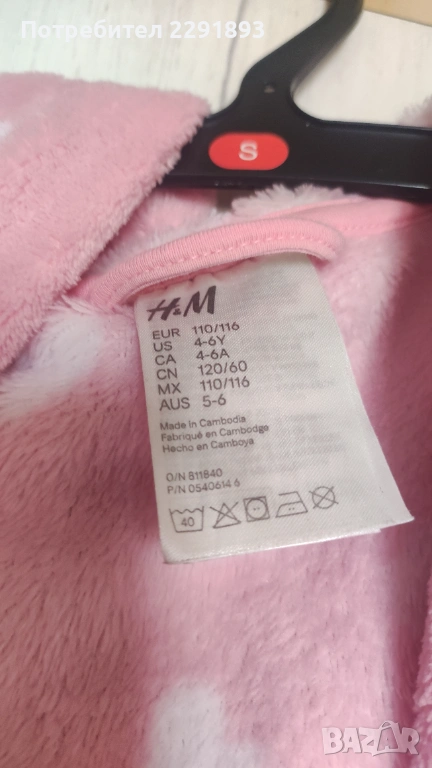 Потребител 2291893
S
H&M
EUR 110/116
US 4-6Y
CA 4-6A
CN 120/60
MX 110/116
AUS 5-6
Made in Cambodia
Fabriqué en Cambodge
Hecho en Camboya
O/N 811840
P/N 0540614 6
40
BAZAR